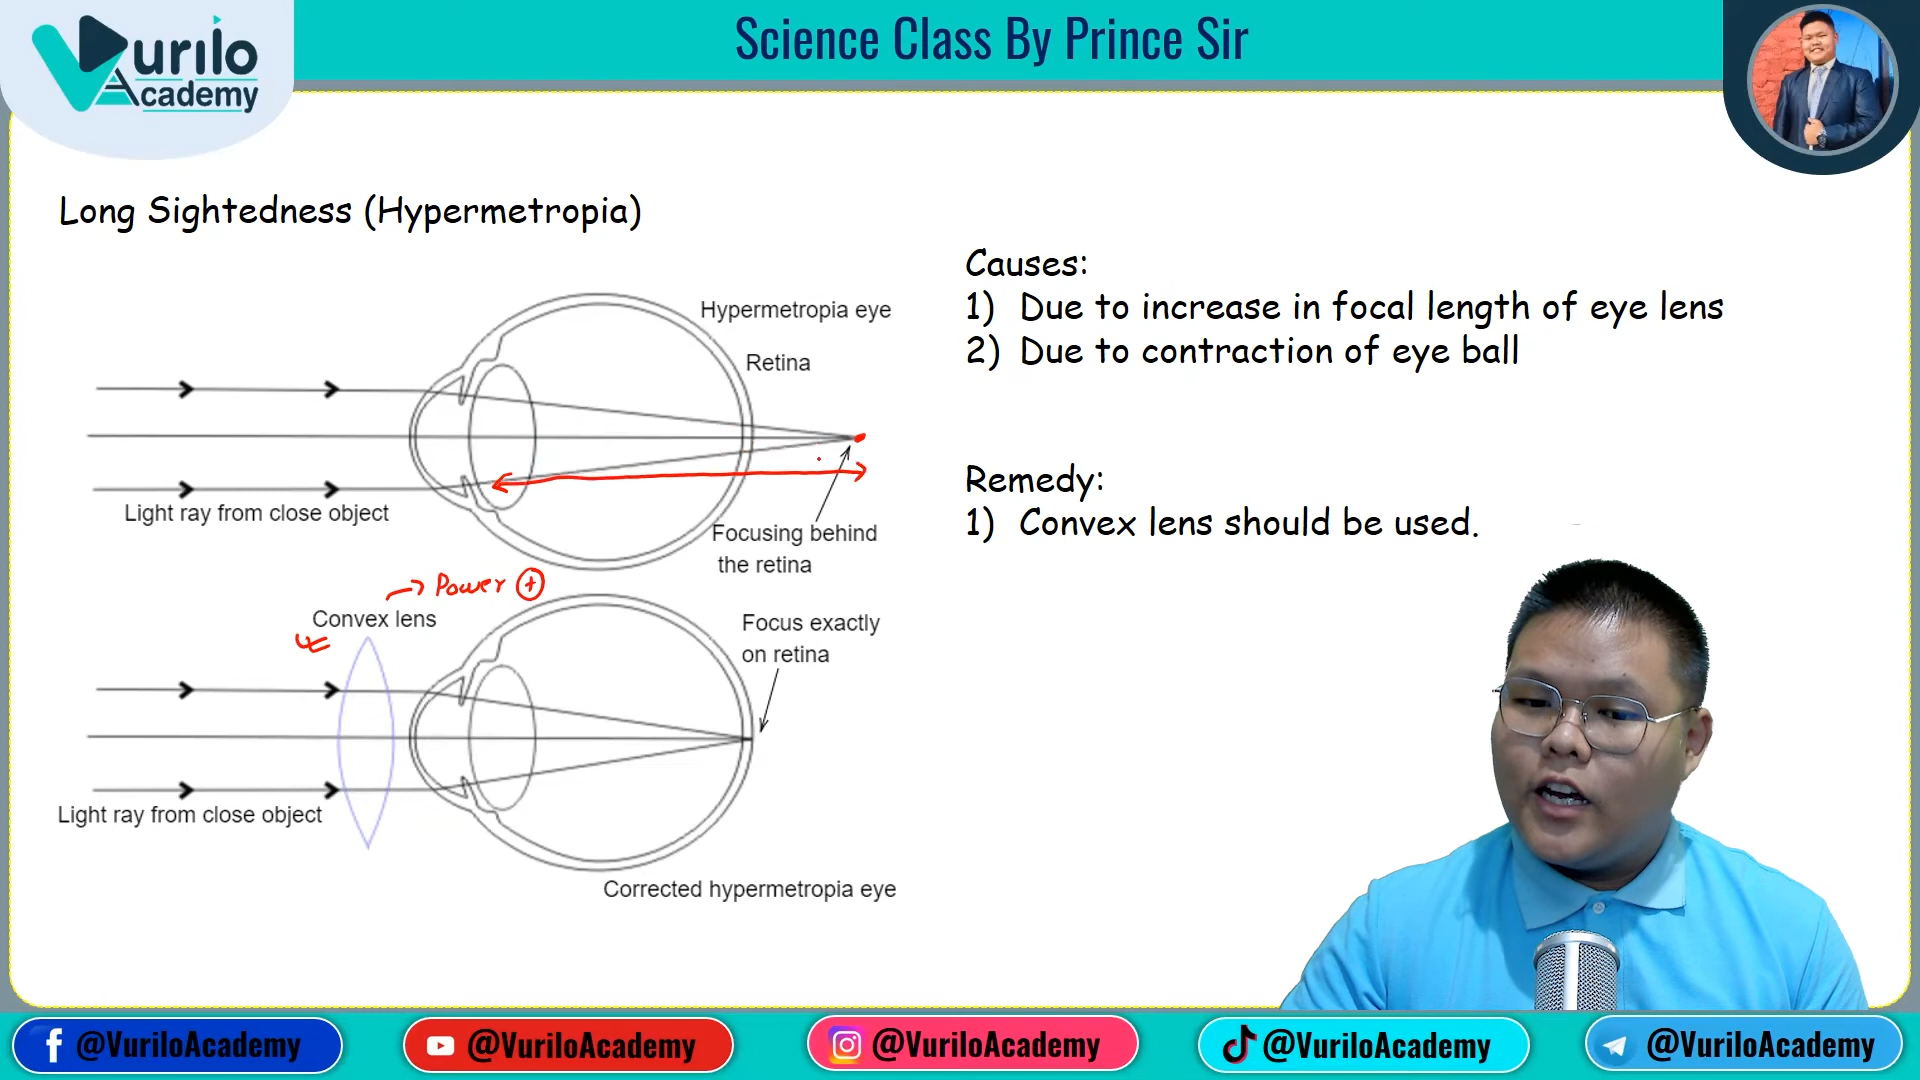 Vurilo
Academy
Science Class By Prince Sir
Long Sightedness (Hypermetropia)
Hypermetropia eye
Retina
Light ray from close object
Focusing behind
the retina
Power +
Convex lens
Focus exactly
on retina
Light ray from close object
Corrected hypermetropia eye
Causes:
1) Due to increase in focal length of eye lens
2) Due to contraction of eye ball
Remedy:
1) Convex lens should be used.
@VuriloAcademy
@VuriloAcademy
@VuriloAcademy
@VuriloAcademy
@VuriloAcademy